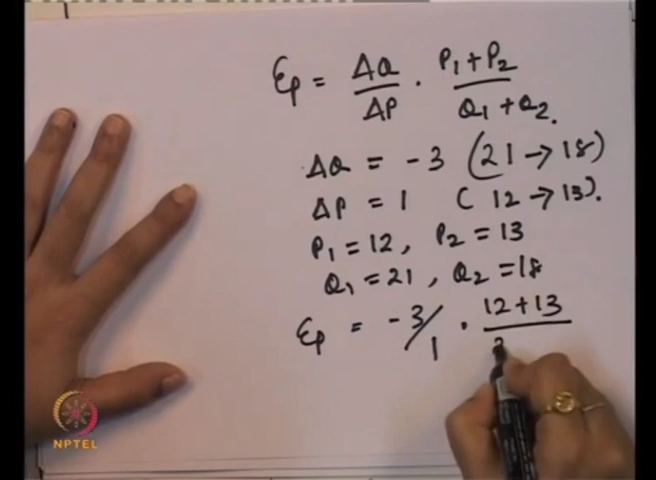 Ep = ΔQ/ΔP · P1+P2/Q1+Q2.
ΔQ = -3 (21 → 18)
ΔP = 1 ( 12 → 13).
P1 = 12, P2 = 13
Q1 = 21, Q2 = 18
Ep = -3/1 · 12+13
NPTEL